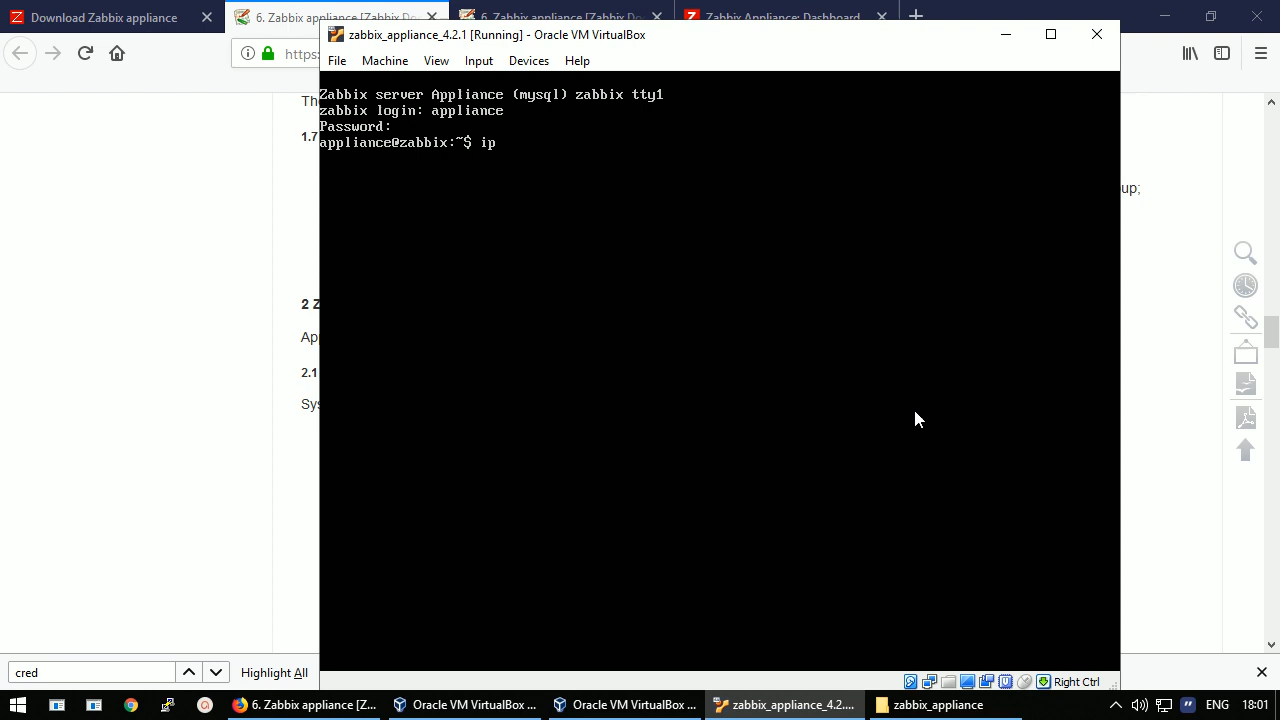 Download Zabbix appliance
6. Zabbix appliance [Zabbix Do
6. Zabbix appliance [Zabbix Do
Zabbix Appliance: Dashboard
zabbix_appliance_4.2.1 [Running] - Oracle VM VirtualBox
https:
File Machine View Input Devices Help
Zabbix server Appliance (mysql) zabbix tty1
zabbix login: appliance
Password:
appliance@zabbix:~$ ip
1.7
up;
2 Z
2.1
cred
Highlight All
Right Ctrl
6. Zabbix appliance [Z...
Oracle VM VirtualBox ...
Oracle VM VirtualBox ...
zabbix_appliance_4.2....
zabbix_appliance
ENG
18:01